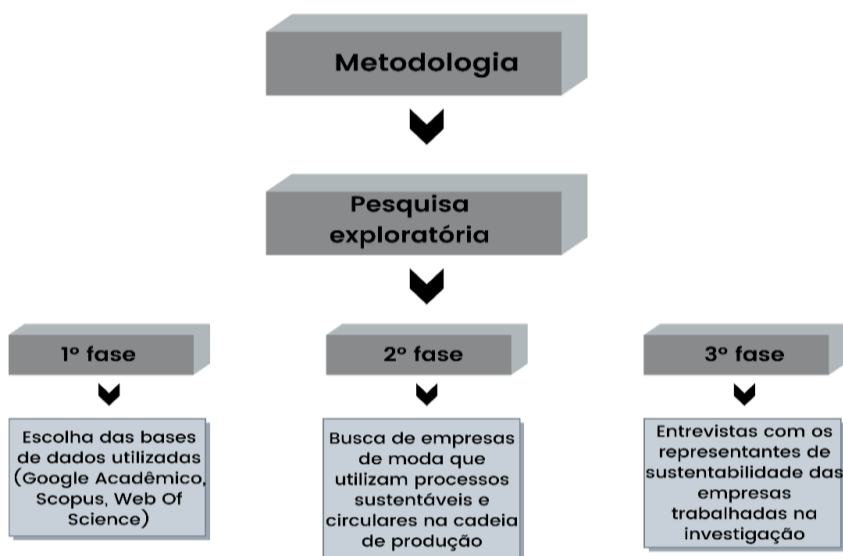 Metodologia
Pesquisa
exploratória
1º fase
2º fase
3º fase
Escolha das bases
de dados utilizadas
(Google Acadêmico,
Scopus, Web Of
Science)
Busca de empresas
de moda que
utilizam processos
sustentáveis e
circulares na cadeia
de produção
Entrevistas com os
representantes de
sustentabilidade das
empresas
trabalhadas na
investigação